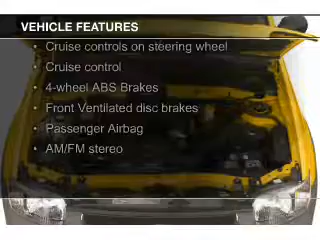 VEHICLE FEATURES
• Cruise controls on steering wheel
• Cruise control
• 4-wheel ABS Brakes
• Front Ventilated disc brakes
• Passenger Airbag
• AM/FM stereo